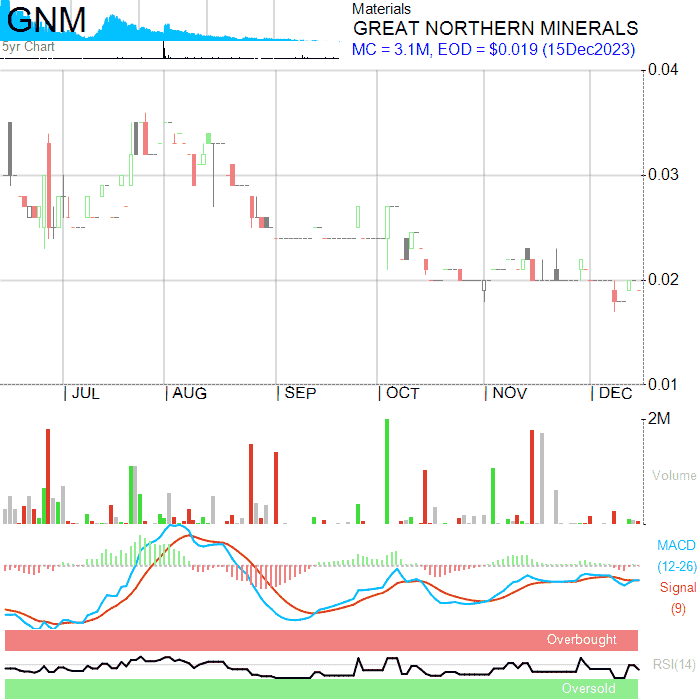 GNM
5yr Chart
Materials
GREAT NORTHERN MINERALS
MC = 3.1M, EOD = $0.019 (15Dec2023)
0.04
0.03
0.02
0.01
JUL AUG SEP OCT NOV DEC
2M
Volume
MACD
(12-26)
Signal
(9)
Overbought
RSI(14)
Oversold